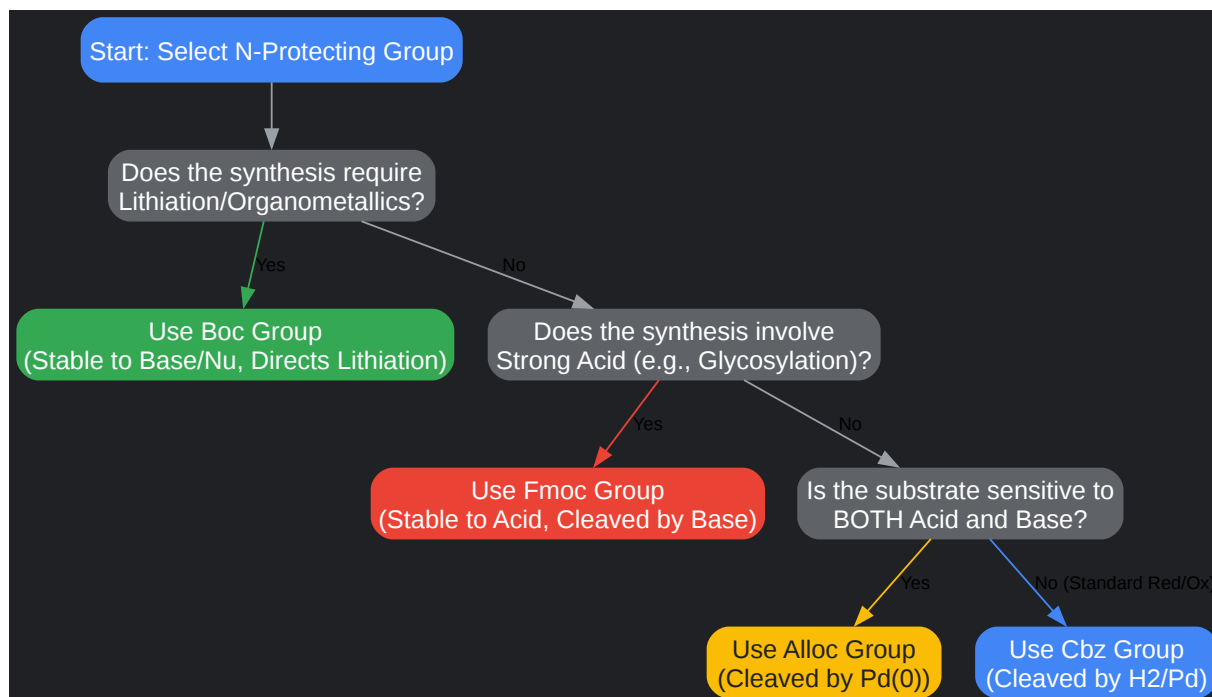 Start: Select N-Protecting Group
Does the synthesis require
Lithiation/Organometallics?
Yes
No
Use Boc Group
(Stable to Base/Nu, Directs Lithiation)
Does the synthesis involve
Strong Acid (e.g., Glycosylation)?
Yes
No
Use Fmoc Group
(Stable to Acid, Cleaved by Base)
Is the substrate sensitive to
BOTH Acid and Base?
Yes
No (Standard Red/Ox)
Use Alloc Group
(Cleaved by Pd(0))
Use Cbz Group
(Cleaved by H2/Pd)